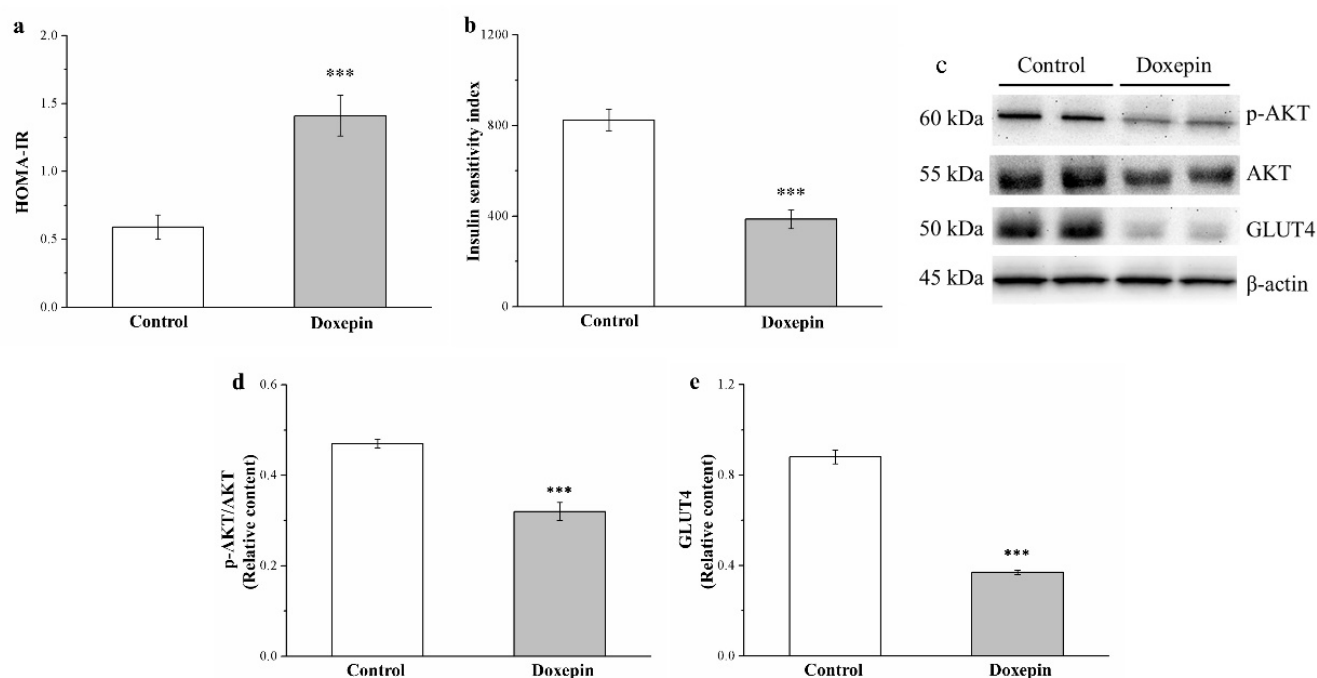 a
HOMA-IR
2.0
1.5
1.0
0.5
0.0
***
Control Doxepin
b
Insulin sensitivity index
1200
800
400
0
***
Control Doxepin
c
Control Doxepin
60 kDa p-AKT
55 kDa AKT
50 kDa GLUT4
45 kDa β-actin
d
p-AKT/AKT
(Relative content)
0.6
0.4
0.2
0.0
***
Control Doxepin
e
GLUT4
(Relative content)
1.2
0.8
0.4
0.0
***
Control Doxepin